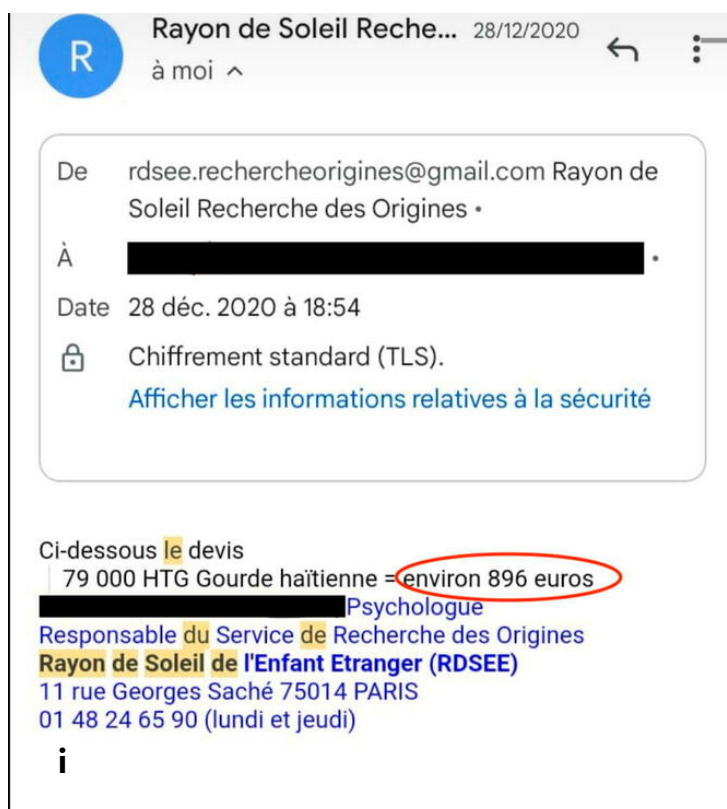 R
Rayon de Soleil Reche... 28/12/2020
à moi
De rdsee.rechercheorigines@gmail.com Rayon de
Soleil Recherche des Origines •
À •
Date 28 déc. 2020 à 18:54
Chiffrement standard (TLS).
Afficher les informations relatives à la sécurité
Ci-dessous le devis
79 000 HTG Gourde haïtienne = environ 896 euros
Psychologue
Responsable du Service de Recherche des Origines
Rayon de Soleil de l'Enfant Etranger (RDSEE)
11 rue Georges Saché 75014 PARIS
01 48 24 65 90 (lundi et jeudi)
i